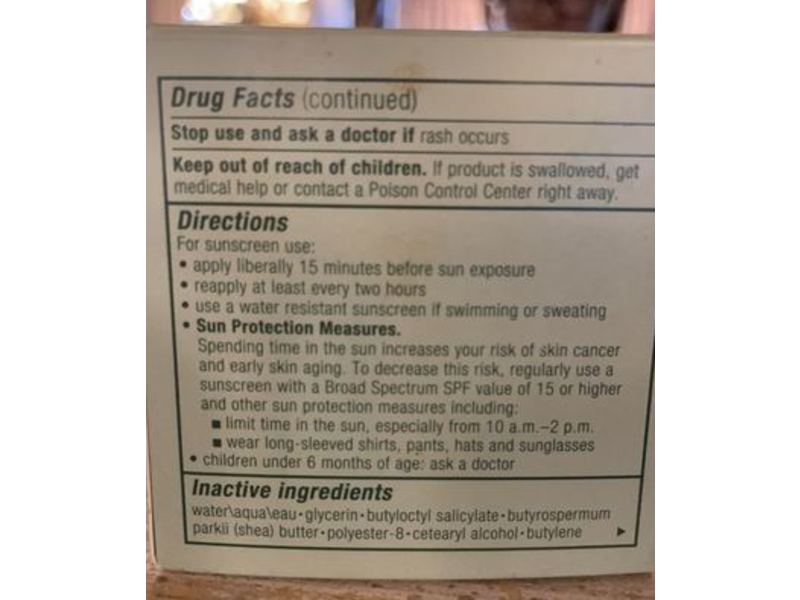 Drug Facts (continued)
Stop use and ask a doctor if rash occurs
Keep out of reach of children. If product is swallowed, get
medical help or contact a Poison Control Center right away.
Directions
For sunscreen use:
• apply liberally 15 minutes before sun exposure
• reapply at least every two hours
• use a water resistant sunscreen if swimming or sweating
• Sun Protection Measures.
Spending time in the sun increases your risk of skin cancer
and early skin aging. To decrease this risk, regularly use a
sunscreen with a Broad Spectrum SPF value of 15 or higher
and other sun protection measures including:
■ limit time in the sun, especially from 10 a.m.–2 p.m.
■ wear long-sleeved shirts, pants, hats and sunglasses
• children under 6 months of age: ask a doctor
Inactive ingredients
water\aqua\eau•glycerin•butyloctyl salicylate•butyrospermum
parkii (shea) butter•polyester-8•cetearyl alcohol•butylene ►